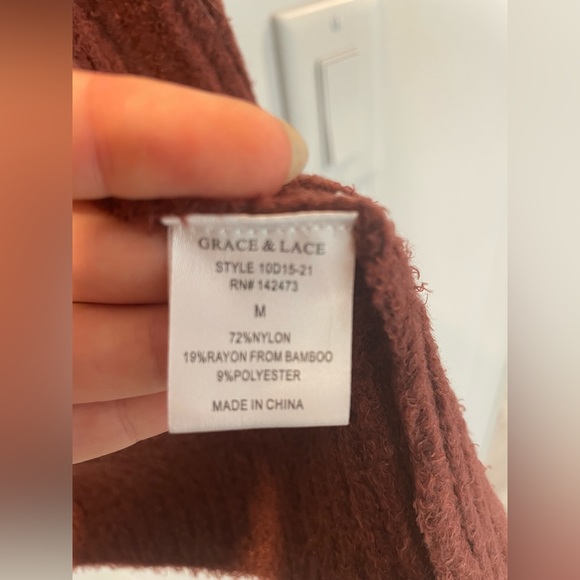 GRACE & LACE
STYLE 10D15-21
RN# 142473
M
72%NYLON
19%RAYON FROM BAMBOO
9%POLYESTER
MADE IN CHINA